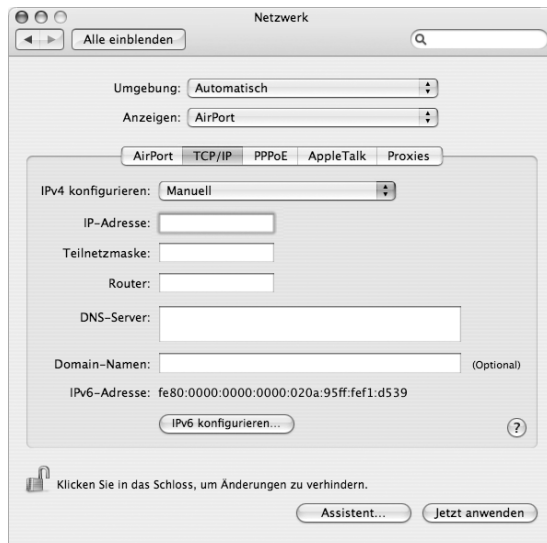 Netzwerk
Alle einblenden
Umgebung: Automatisch
Anzeigen: AirPort
AirPort TCP/IP PPPoE AppleTalk Proxies
IPv4 konfigurieren: Manuell
IP-Adresse:
Teilnetzmaske:
Router:
DNS-Server:
Domain-Namen: (Optional)
IPv6-Adresse: fe80:0000:0000:0000:020a:95ff:fef1:d539
IPv6 konfigurieren... ?
Klicken Sie in das Schloss, um Änderungen zu verhindern.
Assistent... Jetzt anwenden